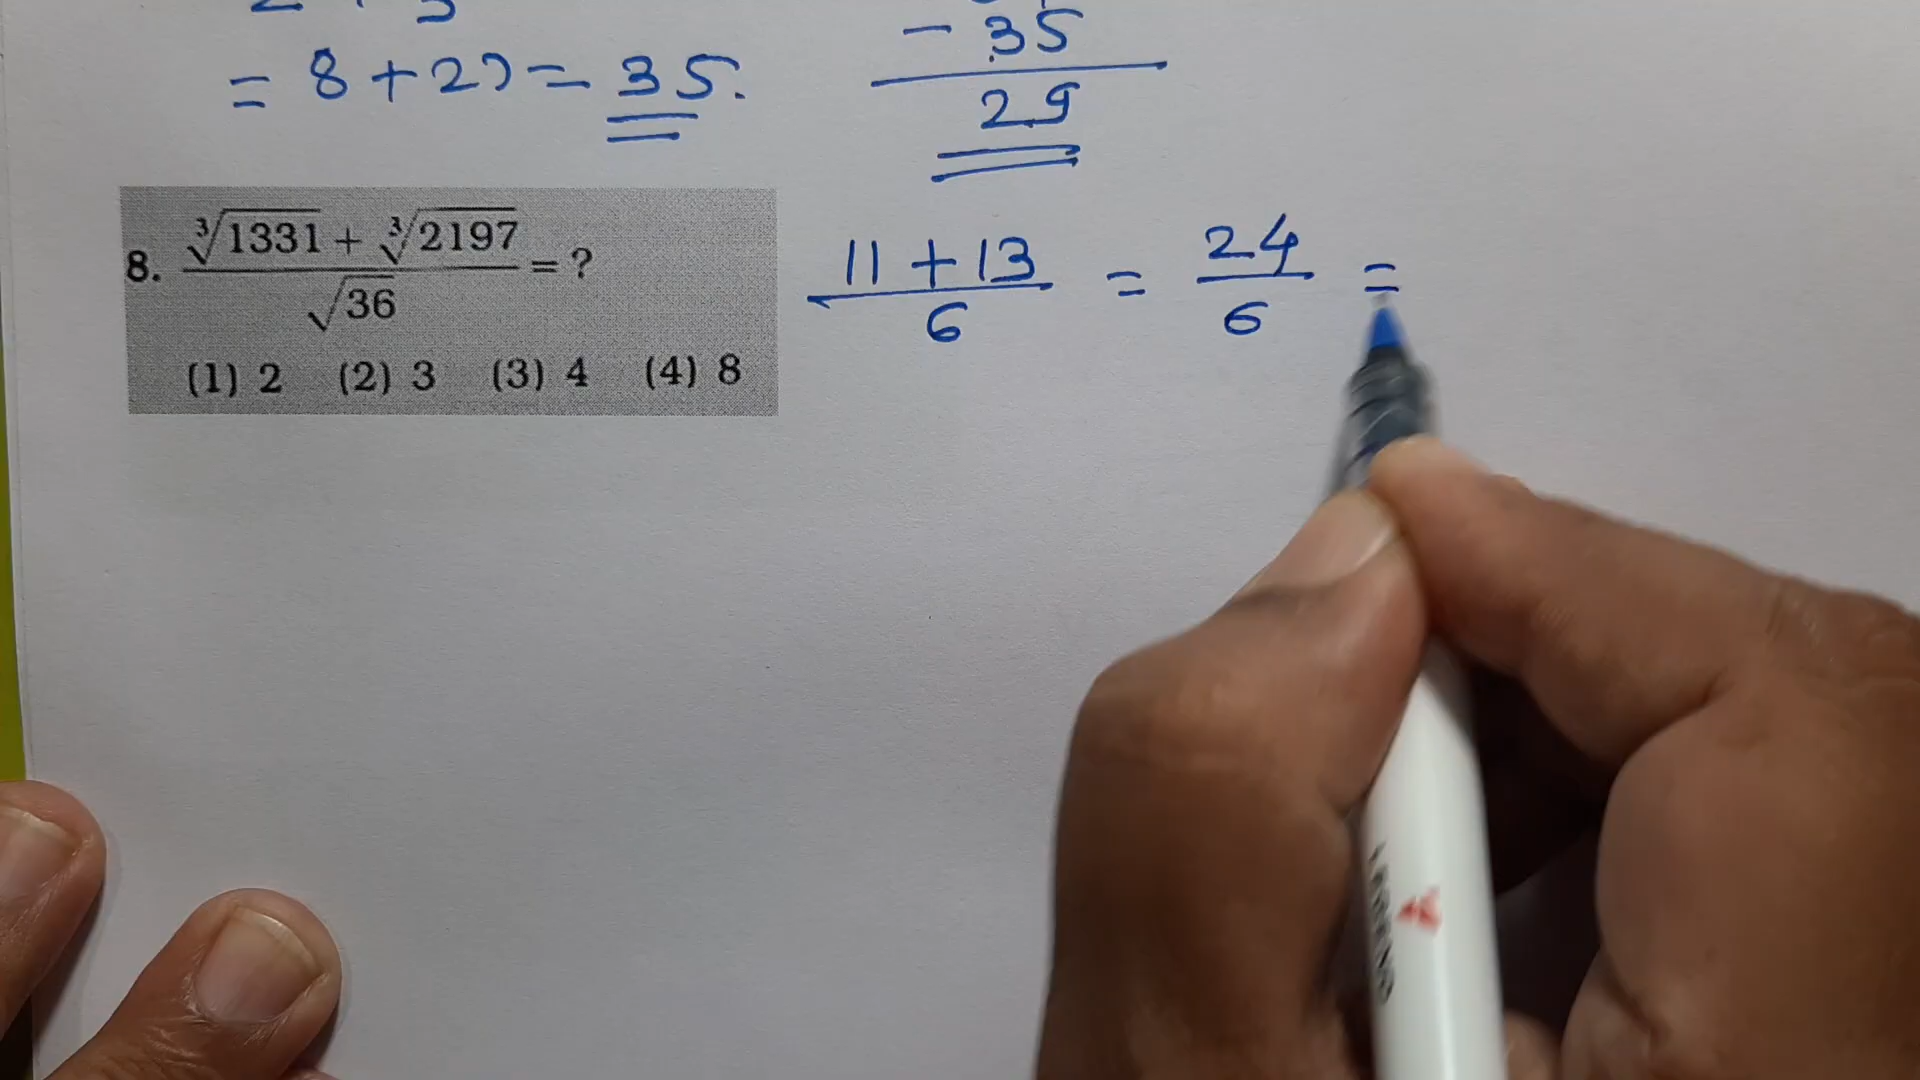 = 8 + 27 = 35.
- 35
29
8. ∛1331 + ∛2197 / √36 = ?
(1) 2 (2) 3 (3) 4 (4) 8
11 + 13 / 6 = 24 / 6 =